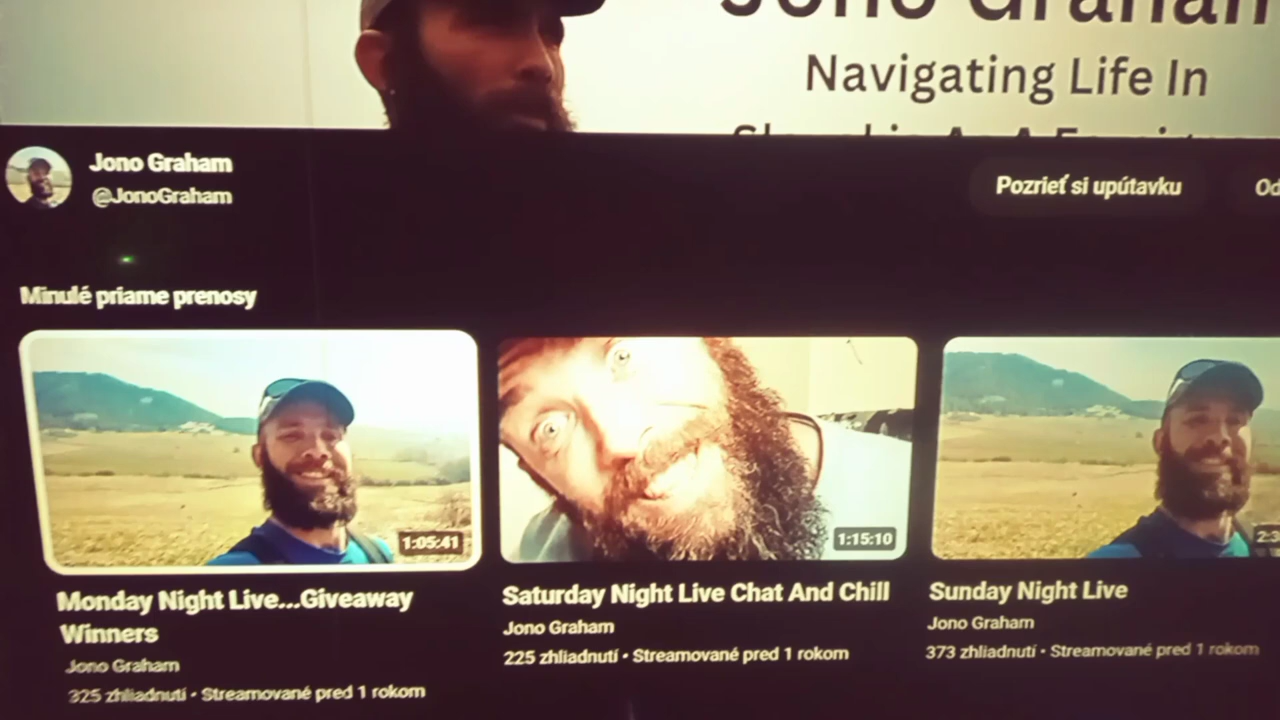 Jono Graham
Navigating Life In
Jono Graham
@JonoGraham
Pozrieť si upútavku
Minulé priame prenosy
1:05:41
1:15:10
Monday Night Live...Giveaway
Winners
Jono Graham
325 zhliadnutí • Streamované pred 1 rokom
Saturday Night Live Chat And Chill
Jono Graham
225 zhliadnutí • Streamované pred 1 rokom
Sunday Night Live
Jono Graham
373 zhliadnutí • Streamované pred 1 rokom